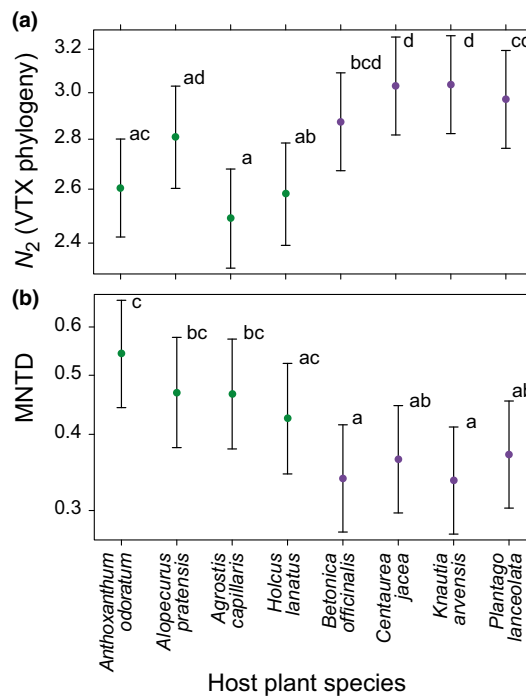 (a)
N₂ (VTX phylogeny)
3.2
3.0
2.8
2.6
2.4
ac
ad
a
ab
bcd
d
d
cd
(b)
MNTD
0.6
0.5
0.4
0.3
c
bc
bc
ac
a
ab
a
ab
Anthoxanthum
odoratum
Alopecurus
pratensis
Agrostis
capillaris
Holcus
lanatus
Betonica
officinalis
Centaurea
jacea
Knautia
arvensis
Plantago
lanceolata
Host plant species